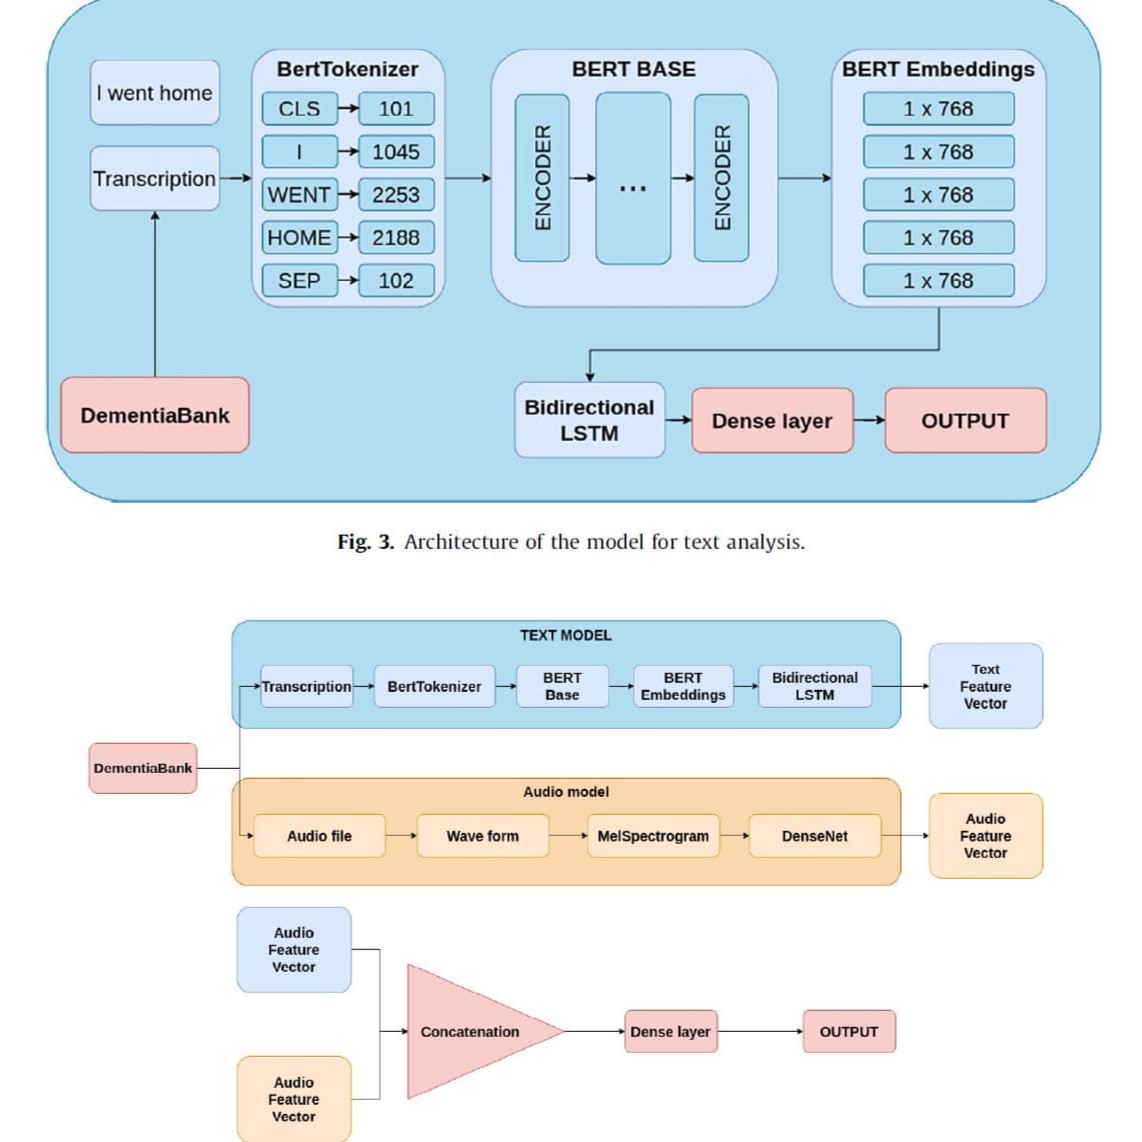 I went home
Transcription
DementiaBank
BertTokenizer
CLS 101
I 1045
WENT 2253
HOME 2188
SEP 102
BERT BASE
ENCODER
...
ENCODER
BERT Embeddings
1 x 768
1 x 768
1 x 768
1 x 768
1 x 768
Bidirectional
LSTM
Dense layer
OUTPUT
Fig. 3. Architecture of the model for text analysis.
DementiaBank
TEXT MODEL
Transcription
BertTokenizer
BERT
Base
BERT
Embeddings
Bidirectional
LSTM
Text
Feature
Vector
Audio model
Audio file
Wave form
MelSpectrogram
DenseNet
Audio
Feature
Vector
Audio
Feature
Vector
Audio
Feature
Vector
Concatenation
Dense layer
OUTPUT